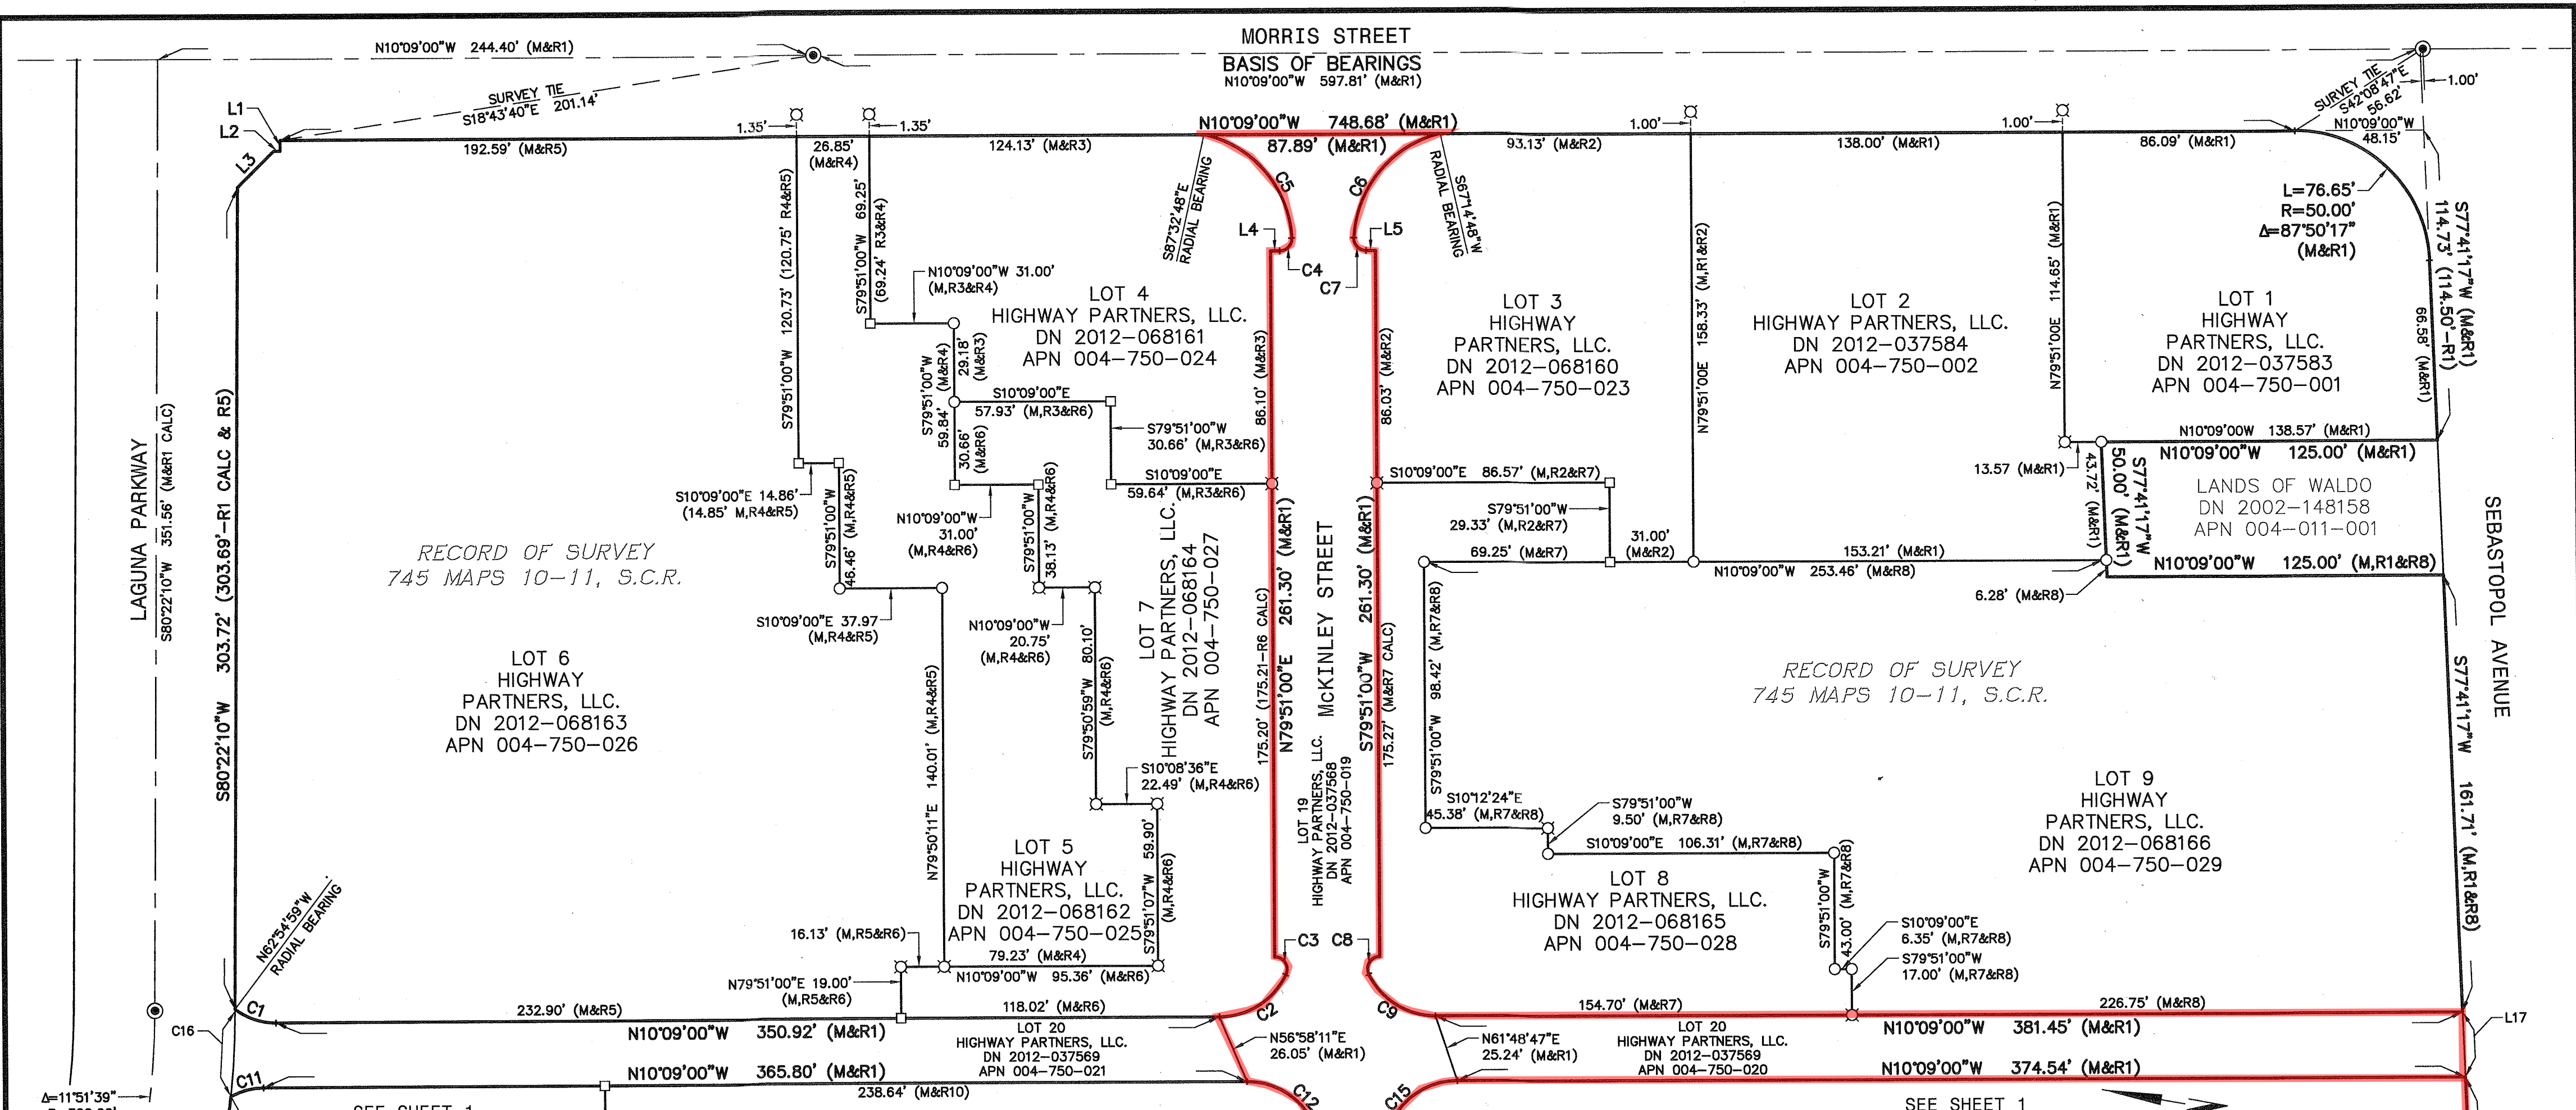 MORRIS STREET
BASIS OF BEARINGS
N10°09'00"W 597.81' (M&R1)
N10°09'00"W 244.40' (M&R1)
SURVEY TIE
S18°43'40"E 201.14'
SURVEY TIE
S42°08'47"E
56.62'
1.00'
N10°09'00"W
48.15'
L1
L2
L3
1.35'
1.35'
N10°09'00"W 748.68' (M&R1)
1.00'
1.00'
192.59' (M&R5)
26.85'
(M&R4)
124.13' (M&R3)
87.89' (M&R1)
93.13' (M&R2)
138.00' (M&R1)
86.09' (M&R1)
S87°32'48"E
RADIAL BEARING
C5
C6
S67°14'48"W
RADIAL BEARING
L=76.65'
R=50.00'
Δ=87°50'17"
(M&R1)
S77°41'17"W (M&R1)
114.73' (114.50'-R1)
66.58' (M&R1)
L4
L5
C4
C7
S79°51'00"W 120.73' (120.75' R4&R5)
S79°51'00"W 69.25'
(69.24' R3&R4)
N10°09'00"W 31.00'
(M,R3&R4)
LOT 4
HIGHWAY PARTNERS, LLC.
DN 2012-068161
APN 004-750-024
LOT 3
HIGHWAY
PARTNERS, LLC.
DN 2012-068160
APN 004-750-023
LOT 2
HIGHWAY PARTNERS, LLC.
DN 2012-037584
APN 004-750-002
LOT 1
HIGHWAY
PARTNERS, LLC.
DN 2012-037583
APN 004-750-001
N79°51'00E 158.33' (M,R1&R2)
N79°51'00E 114.65' (M&R1)
S79°51'00"W
59.84' (M&R4)
29.18'
(M&R3)
30.66'
(M&R6)
S10°09'00"E
57.93' (M,R3&R6)
S79°51'00"W
30.66' (M,R3&R6)
86.10' (M&R3)
86.03' (M&R2)
S10°09'00"E
59.64' (M,R3&R6)
S10°09'00"E 86.57' (M,R2&R7)
S79°51'00"W
29.33' (M,R2&R7)
69.25' (M&R7)
31.00'
(M&R2)
153.21' (M&R1)
N10°09'00"W 253.46' (M&R8)
N10°09'00W 138.57' (M&R1)
N10°09'00"W 125.00' (M&R1)
13.57 (M&R1)
43.72' (M&R1)
S77°41'17"W
50.00' (M&R1)
LANDS OF WALDO
DN 2002-148158
APN 004-011-001
N10°09'00"W 125.00' (M,R1&R8)
6.28' (M&R8)
SEBASTOPOL AVENUE
LAGUNA PARKWAY
S80°22'10"W 351.56' (M&R1 CALC)
S80°22'10"W 303.72' (303.69'-R1 CALC & R5)
RECORD OF SURVEY
745 MAPS 10-11, S.C.R.
S10°09'00"E 14.86'
(14.85' M,R4&R5)
S79°51'00"W
46.46' (M,R4&R5)
N10°09'00"W
31.00'
(M,R4&R6)
S79°51'00"W
38.13' (M,R4&R6)
S10°09'00"E 37.97
(M,R4&R5)
N10°09'00"W
20.75'
(M,R4&R6)
LOT 7
HIGHWAY PARTNERS, LLC.
DN 2012-068164
APN 004-750-027
N79°51'00"E 261.30' (M&R1)
175.20' (175.21-R6 CALC)
McKINLEY STREET
S79°51'00"W 261.30' (M&R1)
175.27' (M&R7 CALC)
LOT 19
HIGHWAY PARTNERS, LLC.
DN 2012-037568
APN 004-750-019
LOT 6
HIGHWAY
PARTNERS, LLC.
DN 2012-068163
APN 004-750-026
N79°50'11"E 140.01' (M,R4&R5)
S79°50'59"W 80.10'
(M,R4&R6)
S10°08'36"E
22.49' (M,R4&R6)
S79°51'07"W 59.90'
(M,R4&R6)
LOT 5
HIGHWAY
PARTNERS, LLC.
DN 2012-068162
APN 004-750-025
S79°51'00"W 98.42' (M,R7&R8)
RECORD OF SURVEY
745 MAPS 10-11, S.C.R.
S10°12'24"E
45.38' (M,R7&R8)
S79°51'00"W
9.50' (M,R7&R8)
S10°09'00"E 106.31' (M,R7&R8)
LOT 8
HIGHWAY PARTNERS, LLC.
DN 2012-068165
APN 004-750-028
LOT 9
HIGHWAY
PARTNERS, LLC.
DN 2012-068166
APN 004-750-029
S79°51'00"W
43.00' (M,R7&R8)
S10°09'00"E
6.35' (M,R7&R8)
S79°51'00"W
17.00' (M,R7&R8)
S77°41'17"W 161.71' (M,R1&R8)
N62°54'59"W
RADIAL BEARING
16.13' (M,R5&R6)
79.23' (M&R4)
N10°09'00"W 95.36' (M&R6)
N79°51'00"E 19.00'
(M,R5&R6)
C3
C8
C1
C2
C9
232.90' (M&R5)
118.02' (M&R6)
154.70' (M&R7)
226.75' (M&R8)
N10°09'00"W 350.92' (M&R1)
N10°09'00"W 381.45' (M&R1)
L17
C16
LOT 20
HIGHWAY PARTNERS, LLC.
DN 2012-037569
APN 004-750-021
N56°58'11"E
26.05' (M&R1)
N61°48'47"E
25.24' (M&R1)
LOT 20
HIGHWAY PARTNERS, LLC.
DN 2012-037569
APN 004-750-020
N10°09'00"W 365.80' (M&R1)
N10°09'00"W 374.54' (M&R1)
C11
238.64' (M&R10)
C12
C15
Δ=11°51'39"
SEE SHEET 1
SEE SHEET 1